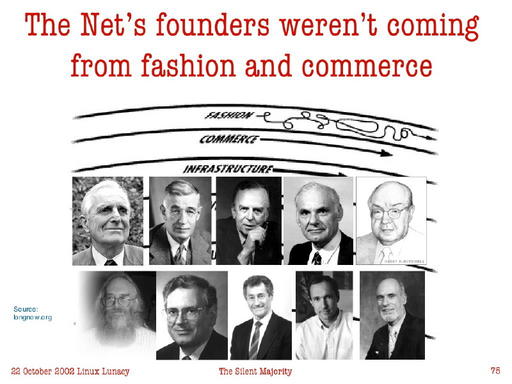 The Net's founders weren't coming
from fashion and commerce
FASHION
COMMERCE
INFRASTRUCTURE
Source:
longnow.org
22 October 2002 Linux Lunacy
The Silent Majority
75